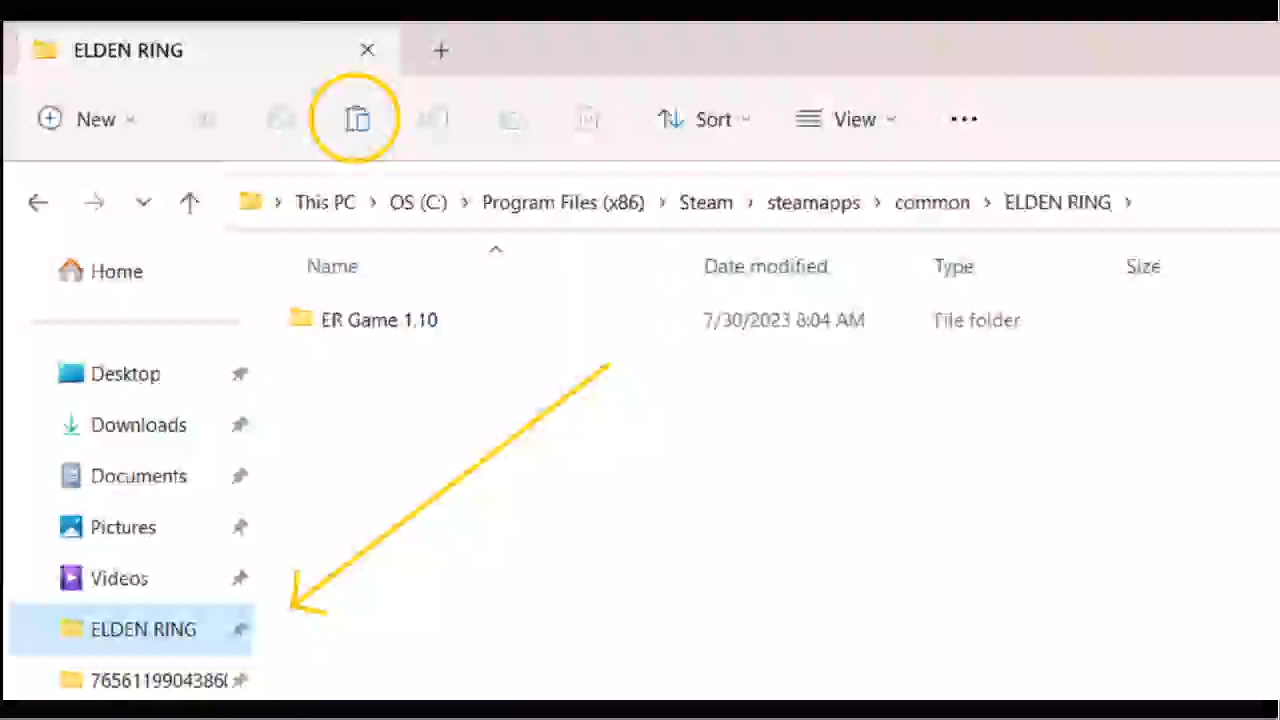 ELDEN RING
New
Sort
View
This PC > OS (C:) > Program Files (x86) > Steam > steamapps > common > ELDEN RING >
Name Date modified Type Size
ER Game 1.10 7/30/2023 8:04 AM File folder
Home
Desktop
Downloads
Documents
Pictures
Videos
ELDEN RING
7656119904386